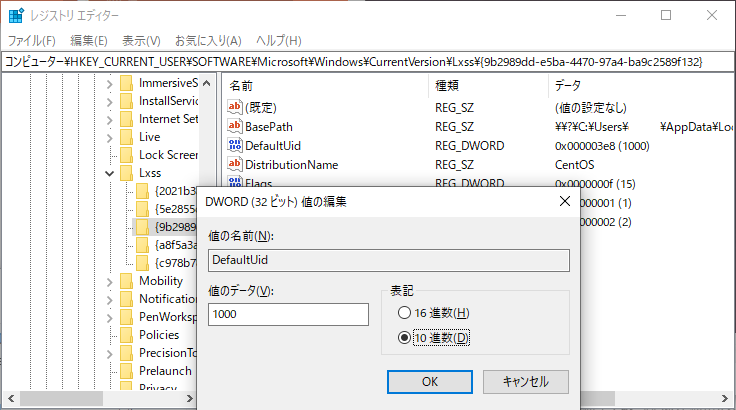 レジストリ エディター
ファイル(F) 編集(E) 表示(V) お気に入り(A) ヘルプ(H)
コンピューター¥HKEY_CURRENT_USER¥SOFTWARE¥Microsoft¥Windows¥CurrentVersion¥Lxss¥{9b2989dd-e5ba-4470-97a4-ba9c2589f132}
ImmersiveS
InstallServic
Internet Set
Live
Lock Screen
Lxss
{2021b3
{5e2855
{9b2989
{a8f5a3a
{c978b7
Mobility
Notification
PenWorksp
Policies
PrecisionTo
Prelaunch
Privacy
名前 種類 データ
(既定) REG_SZ (値の設定なし)
BasePath REG_SZ ¥¥?¥C:¥Users¥ ¥AppData¥Loc
DefaultUid REG_DWORD 0x000003e8 (1000)
DistributionName REG_SZ CentOS
Flags REG_DWORD 0x0000000f (15)
000001 (1)
000002 (2)
DWORD (32 ビット) 値の編集
値の名前(N):
DefaultUid
値のデータ(V):
1000
表記
16 進数(H)
10 進数(D)
OK キャンセル